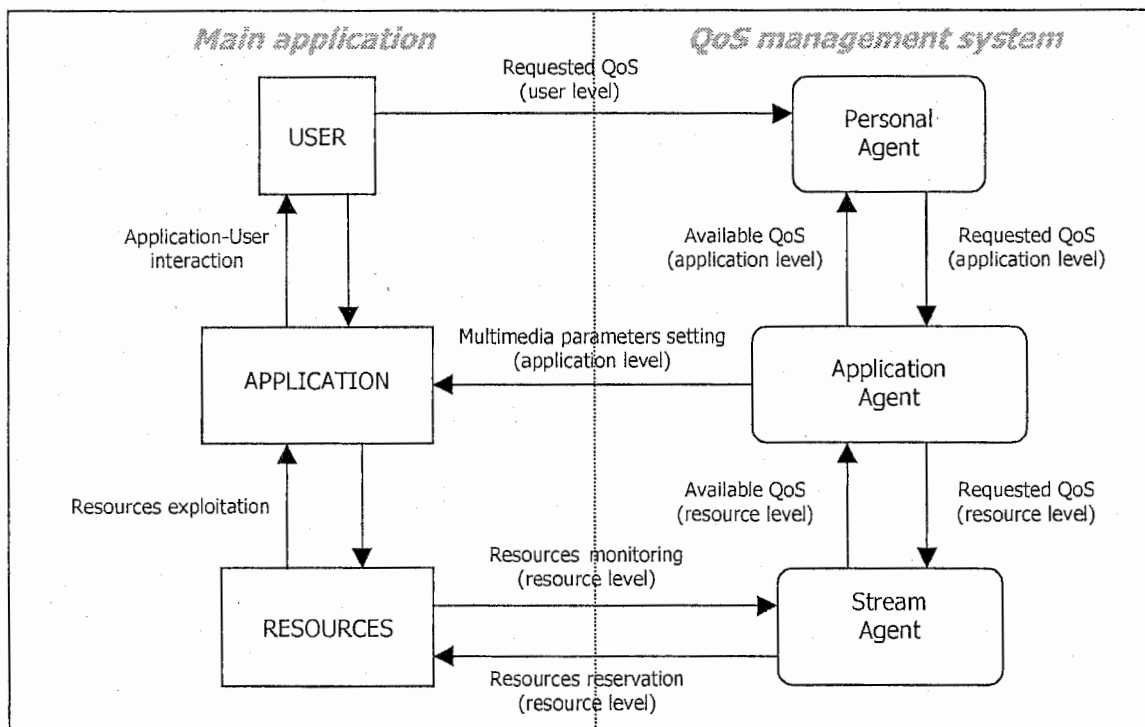 Main application
QoS management system
Requested QoS
(user level)
USER
Personal
Agent
Application-User
interaction
Available QoS
(application level)
Requested QoS
(application level)
Multimedia parameters setting
(application level)
APPLICATION
Application
Agent
Resources exploitation
Available QoS
(resource level)
Requested QoS
(resource level)
Resources monitoring
(resource level)
RESOURCES
Stream
Agent
Resources reservation
(resource level)